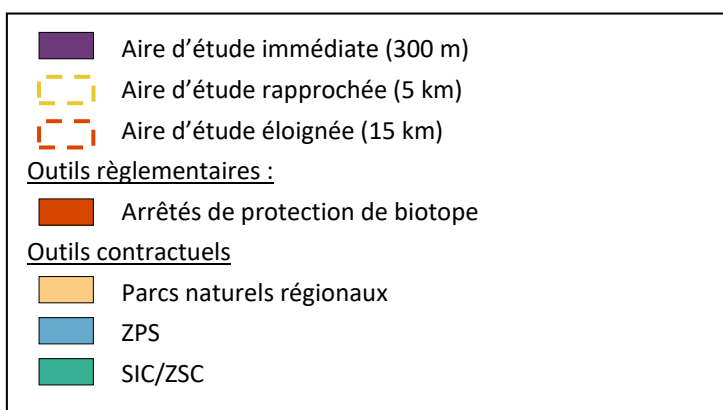 Aire d’étude immédiate (300 m)
Aire d’étude rapprochée (5 km)
Aire d’étude éloignée (15 km)
Outils règlementaires :
Arrêtés de protection de biotope
Outils contractuels
Parcs naturels régionaux
ZPS
SIC/ZSC